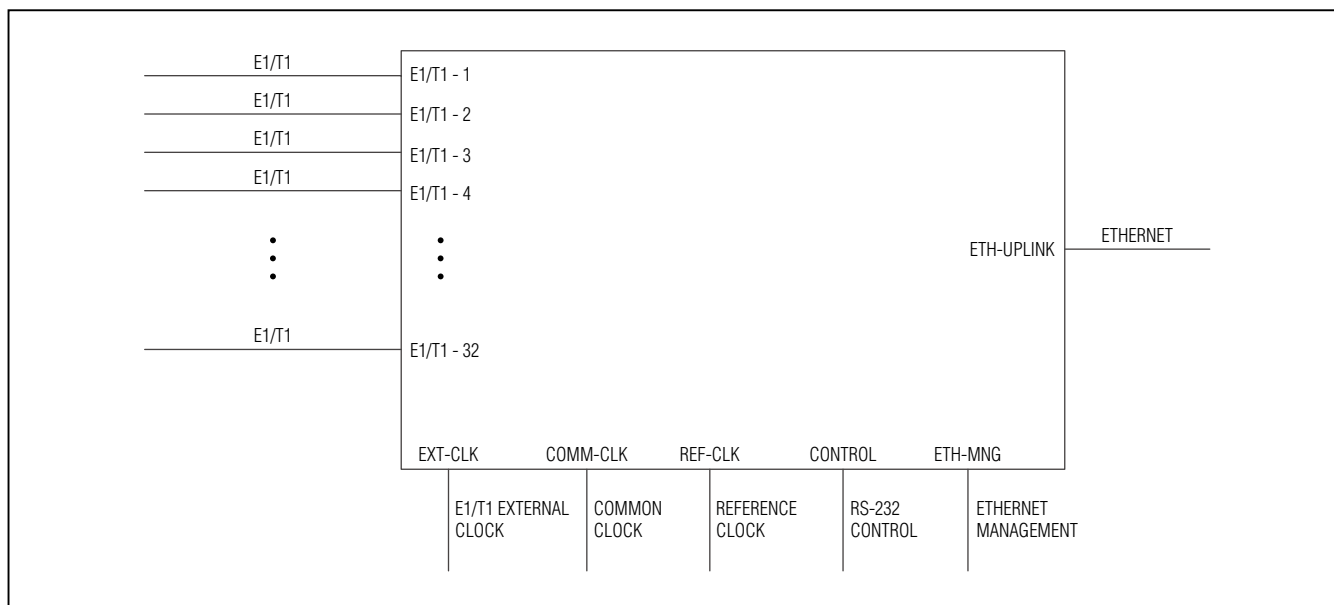 E1/T1
E1/T1 - 1
E1/T1
E1/T1 - 2
E1/T1
E1/T1 - 3
E1/T1
E1/T1 - 4
ETH-UPLINK
ETHERNET
E1/T1
E1/T1 - 32
EXT-CLK
COMM-CLK
REF-CLK
CONTROL
ETH-MNG
E1/T1 EXTERNAL
CLOCK
COMMON
CLOCK
REFERENCE
CLOCK
RS-232
CONTROL
ETHERNET
MANAGEMENT